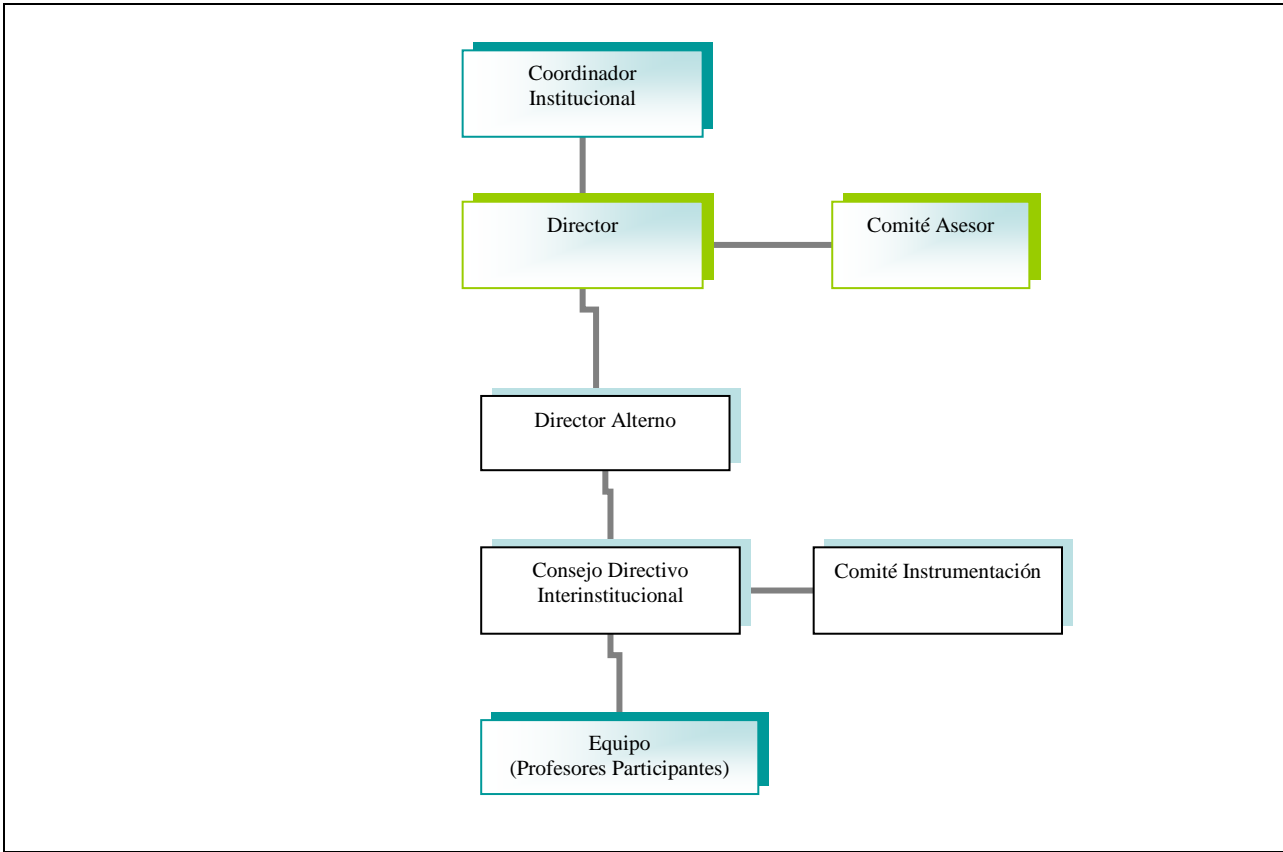 Coordinador
Institucional
Director
Comité Asesor
Director Alterno
Consejo Directivo
Interinstitucional
Comité Instrumentación
Equipo
(Profesores Participantes)